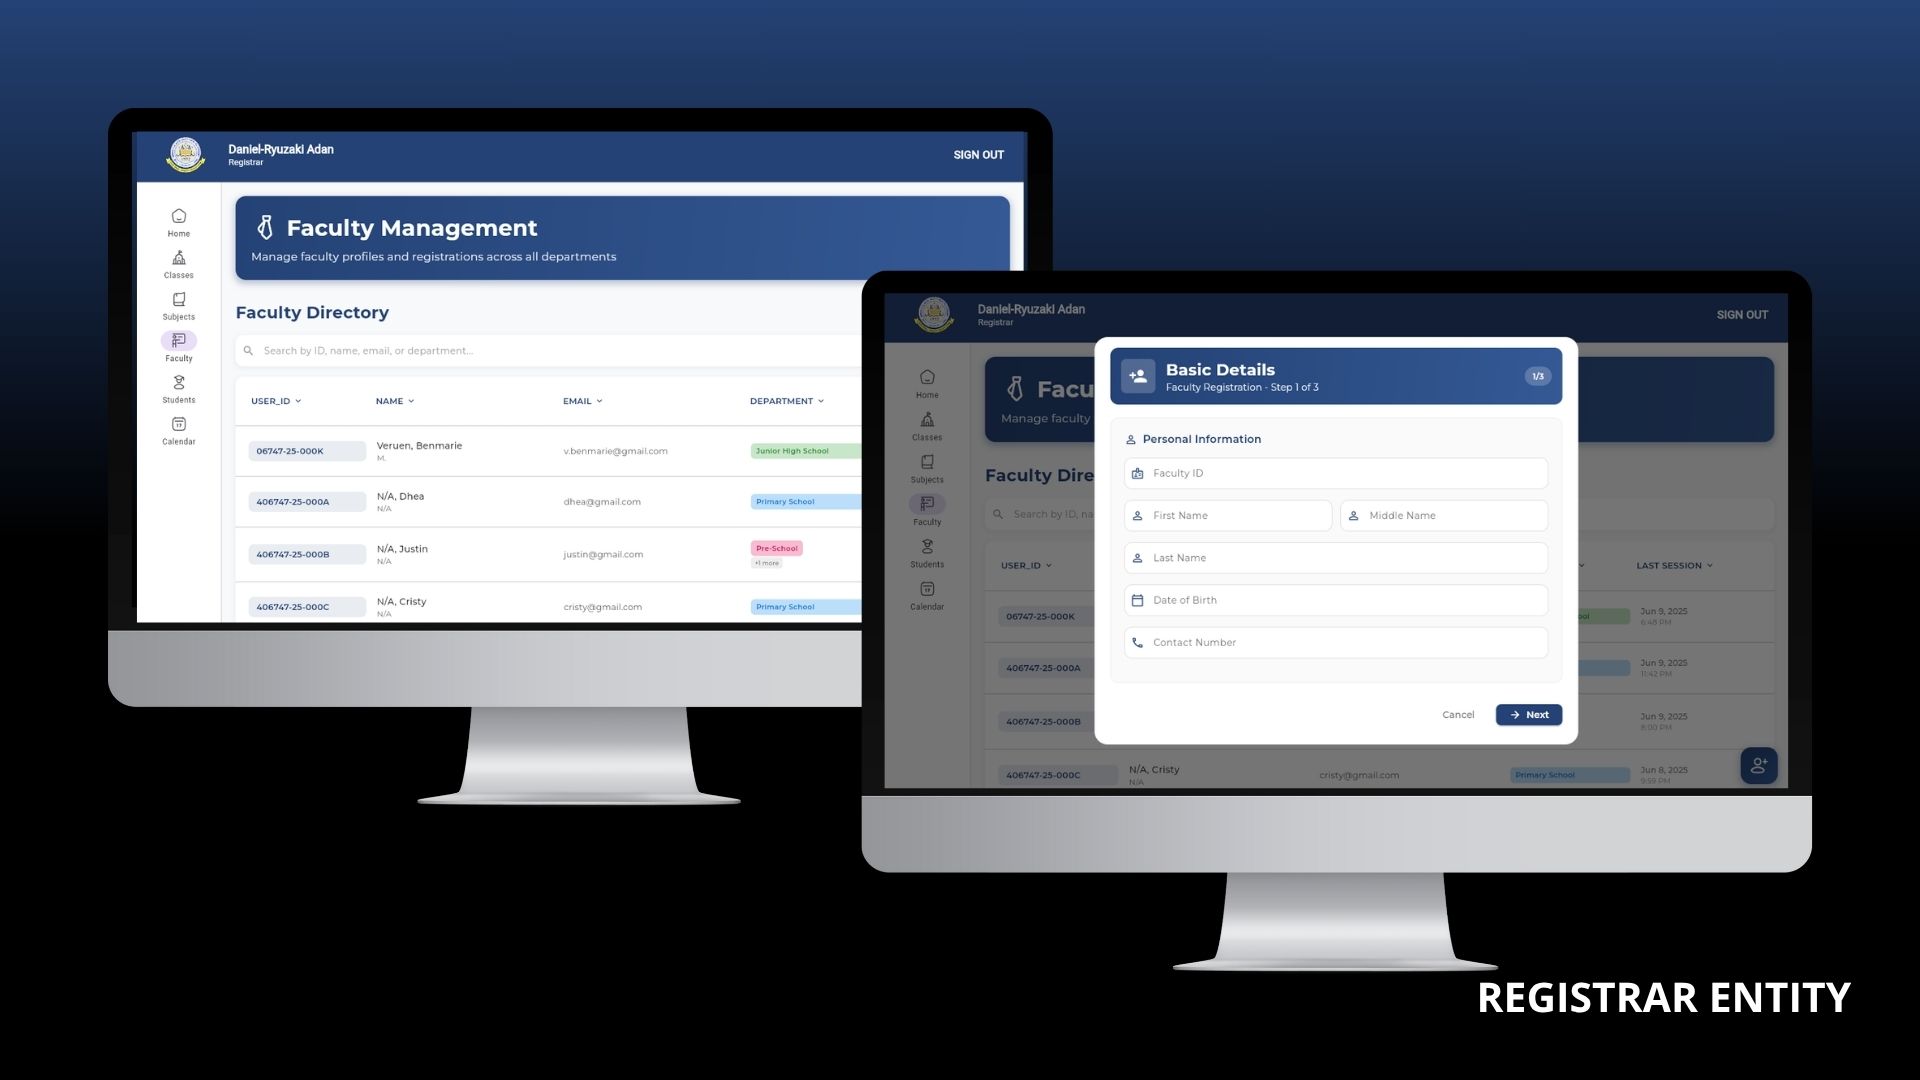 Daniel-Ryuzaki Adan
Registrar
SIGN OUT
Home
Classes
Subjects
Faculty
Students
Calendar
Faculty Management
Manage faculty profiles and registrations across all departments
Faculty Directory
Search by ID, name, email, or department...
USER_ID NAME EMAIL DEPARTMENT
06747-25-000K Veruen, Benmarie v.benmarie@gmail.com Junior High School
M.
406747-25-000A N/A, Dhea dhea@gmail.com Primary School
N/A
406747-25-000B N/A, Justin justin@gmail.com Pre-School
N/A +1 more
406747-25-000C N/A, Cristy cristy@gmail.com Primary School
N/A
Daniel-Ryuzaki Adan
Registrar
SIGN OUT
Home
Classes
Subjects
Faculty
Students
Calendar
Facu
Manage faculty
Faculty Dire
Search by ID, na
USER_ID LAST SESSION
06747-25-000K ool Jun 9, 2025
6:48 PM
406747-25-000A Jun 9, 2025
11:42 PM
406747-25-000B Jun 9, 2025
8:00 PM
406747-25-000C N/A, Cristy cristy@gmail.com Primary School Jun 8, 2025
N/A 9:59 PM
Basic Details
Faculty Registration - Step 1 of 3
1/3
Personal Information
Faculty ID
First Name Middle Name
Last Name
Date of Birth
Contact Number
Cancel Next
REGISTRAR ENTITY